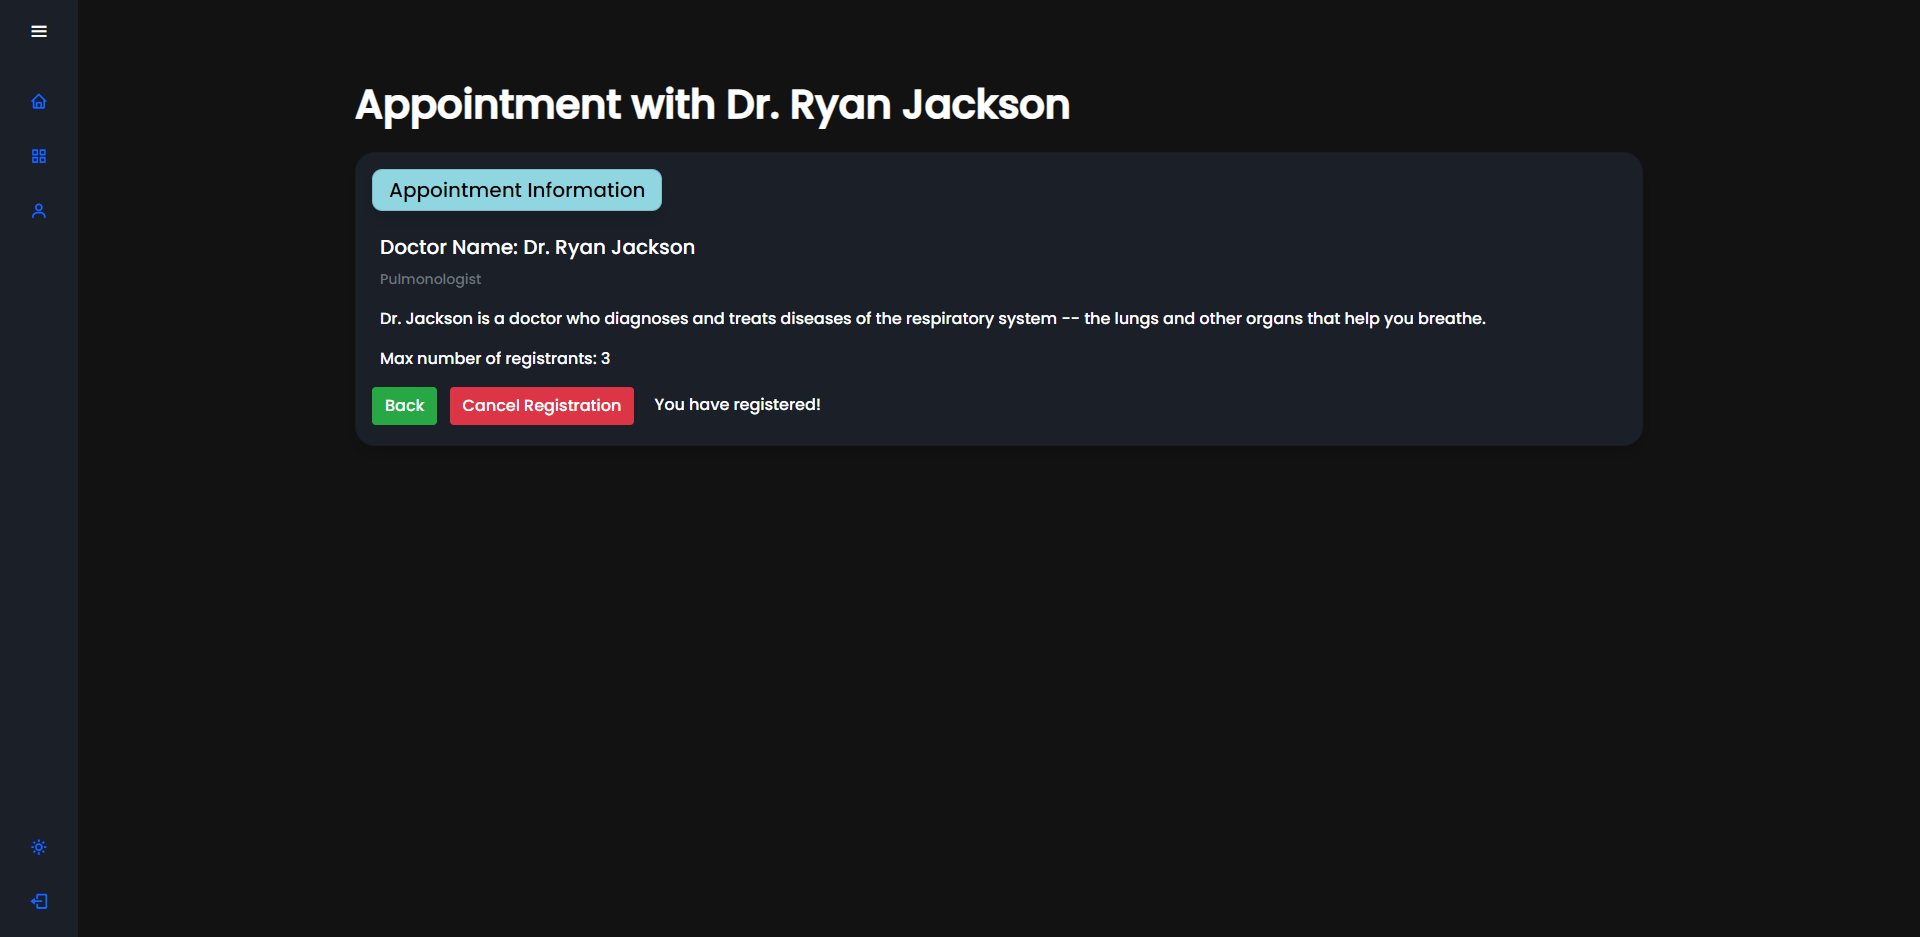 Appointment with Dr. Ryan Jackson
Appointment Information
Doctor Name: Dr. Ryan Jackson
Pulmonologist
Dr. Jackson is a doctor who diagnoses and treats diseases of the respiratory system -- the lungs and other organs that help you breathe.
Max number of registrants: 3
Back Cancel Registration You have registered!